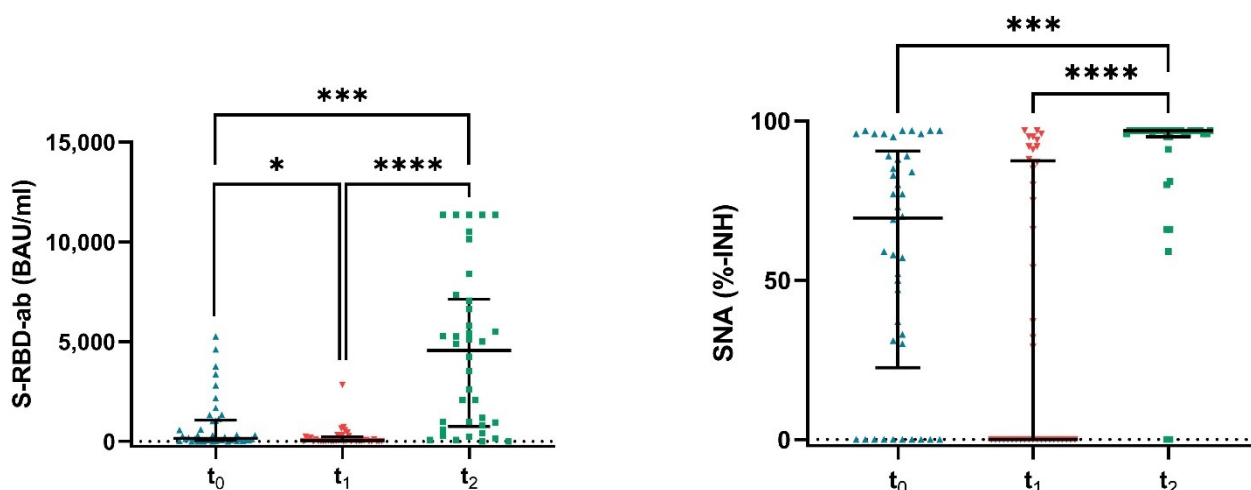 ***
*
****
15,000
10,000
5,000
0
S-RBD-ab (BAU/ml)
t₀
t₁
t₂
***
****
100
50
0
SNA (%-INH)
t₀
t₁
t₂